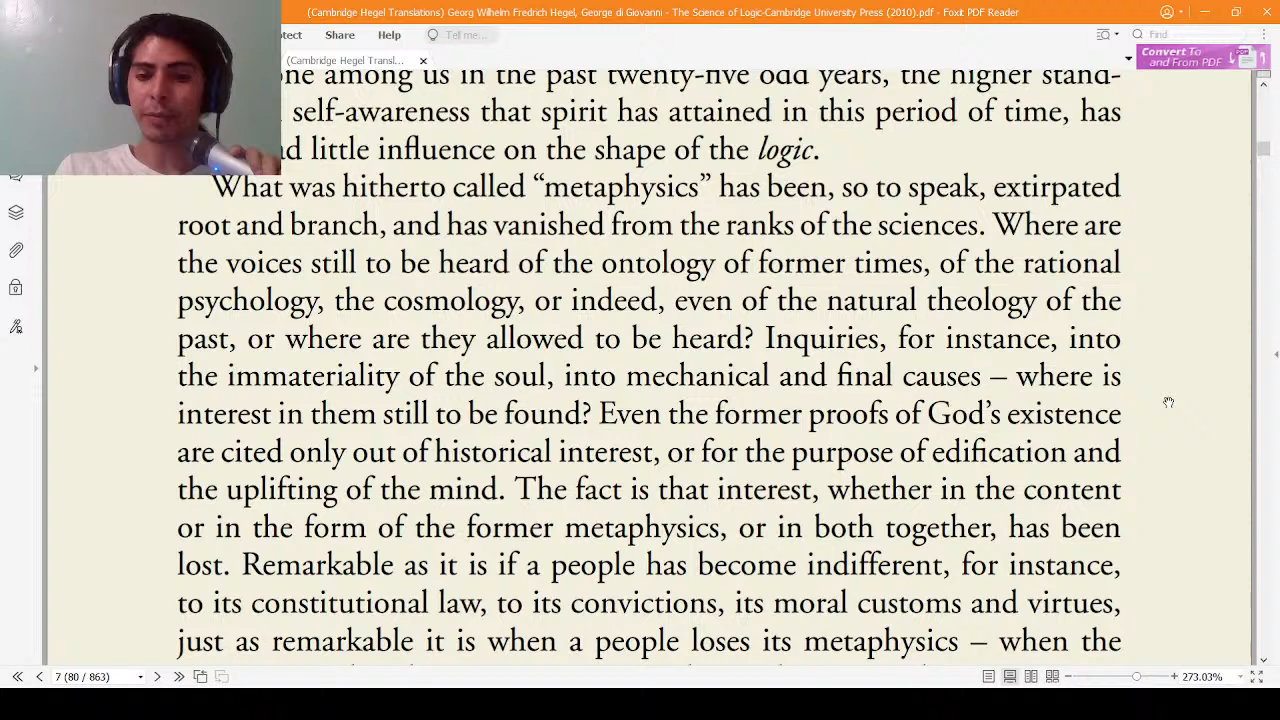 (Cambridge Hegel Translations) Georg Wilhelm Fredrich Hegel, George di Giovanni - The Science of Logic-Cambridge University Press (2010).pdf - Foxit PDF Reader
Share Help Tell me... Find
(Cambridge Hegel Transl... Convert To
and From PDF
one among us in the past twenty-five odd years, the higher stand-
self-awareness that spirit has attained in this period of time, has
little influence on the shape of the logic.
What was hitherto called “metaphysics” has been, so to speak, extirpated
root and branch, and has vanished from the ranks of the sciences. Where are
the voices still to be heard of the ontology of former times, of the rational
psychology, the cosmology, or indeed, even of the natural theology of the
past, or where are they allowed to be heard? Inquiries, for instance, into
the immateriality of the soul, into mechanical and final causes – where is
interest in them still to be found? Even the former proofs of God’s existence
are cited only out of historical interest, or for the purpose of edification and
the uplifting of the mind. The fact is that interest, whether in the content
or in the form of the former metaphysics, or in both together, has been
lost. Remarkable as it is if a people has become indifferent, for instance,
to its constitutional law, to its convictions, its moral customs and virtues,
just as remarkable it is when a people loses its metaphysics – when the
7 (80 / 863) 273.03%